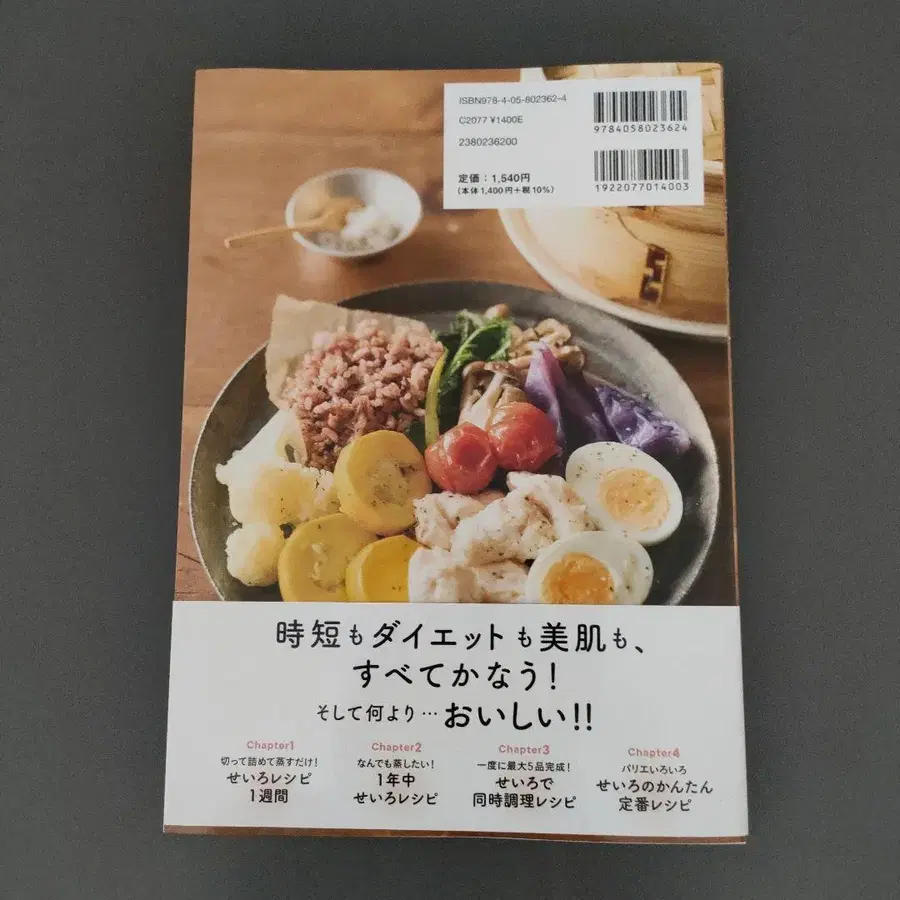 ISBN978-4-05-802362-4
C2077 ¥1400E
2380236200
定価：1,540円
（本体1,400円＋税10%）
9784058023624
1922077014003
時短もダイエットも美肌も、
すべてかなう！
そして何より…おいしい!!
Chapter1
切って詰めて蒸すだけ！
せいろレシピ
1週間
Chapter2
なんでも蒸したい！
1年中
せいろレシピ
Chapter3
一度に最大5品完成！
せいろで
同時調理レシピ
Chapter4
バリエいろいろ
せいろのかんたん
定番レシピ